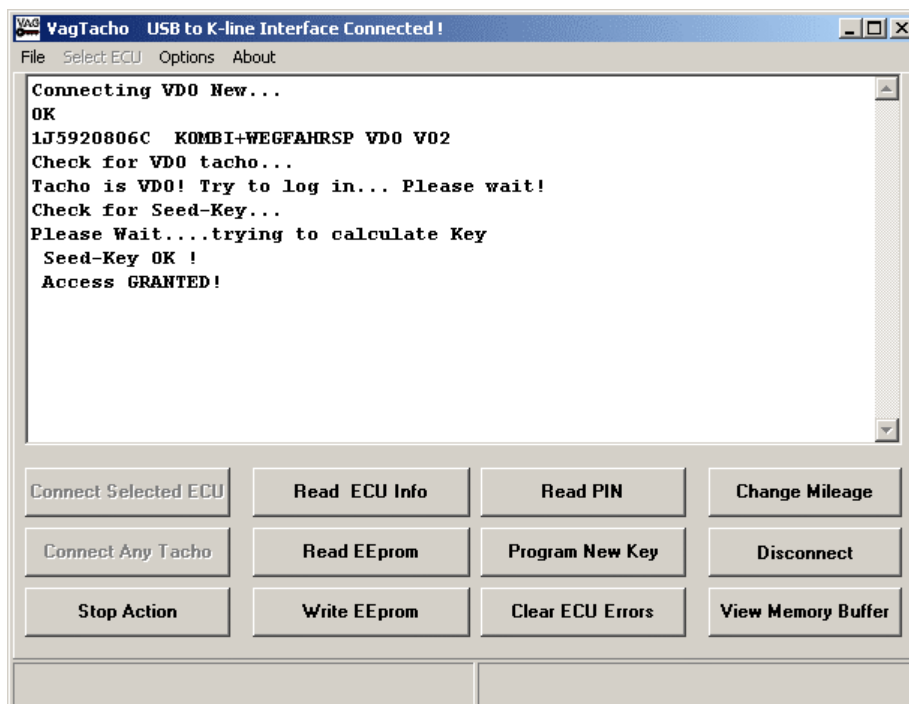 VAG
VagTacho USB to K-line Interface Connected !
File Select ECU Options About
Connecting VDO New...
OK
1J5920806C KOMBI+WEGFAHRSP VDO V02
Check for VDO tacho...
Tacho is VDO! Try to log in... Please wait!
Check for Seed-Key...
Please Wait....trying to calculate Key
Seed-Key OK !
Access GRANTED!
Connect Selected ECU Read ECU Info Read PIN Change Mileage
Connect Any Tacho Read EEprom Program New Key Disconnect
Stop Action Write EEprom Clear ECU Errors View Memory Buffer